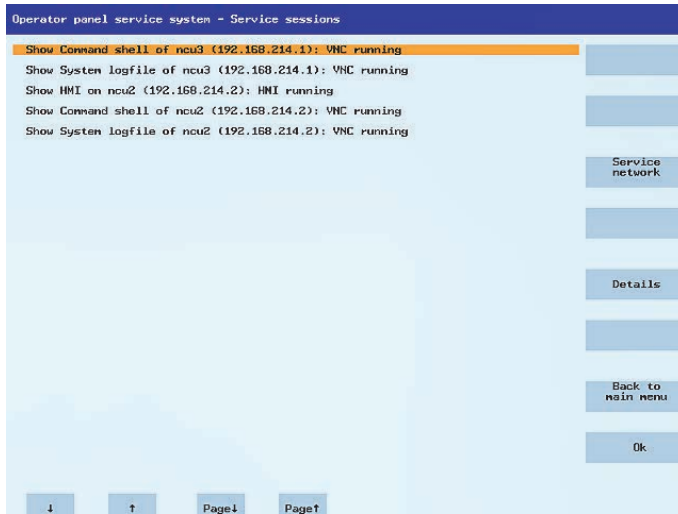 Operator panel service system - Service sessions
Show Command shell of ncu3 (192.168.214.1): VNC running
Show System logfile of ncu3 (192.168.214.1): VNC running
Show HMI on ncu2 (192.168.214.2): HMI running
Show Command shell of ncu2 (192.168.214.2): VNC running
Show System logfile of ncu2 (192.168.214.2): VNC running
Service
network
Details
Back to
main menu
Ok
↓ ↑ Page↓ Page↑